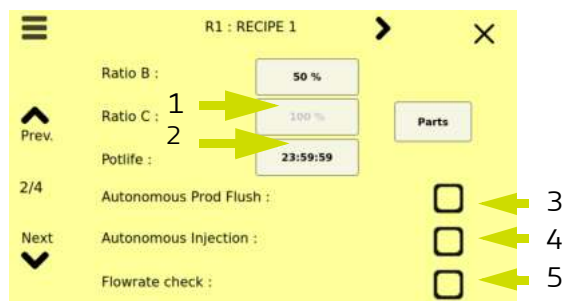 R1 : RECIPE 1
Ratio B : 50 %
1
Ratio C : 100 % Parts
Prev.
2
Potlife : 23:59:59
2/4
Autonomous Prod Flush : 3
Next Autonomous Injection : 4
Flowrate check : 5